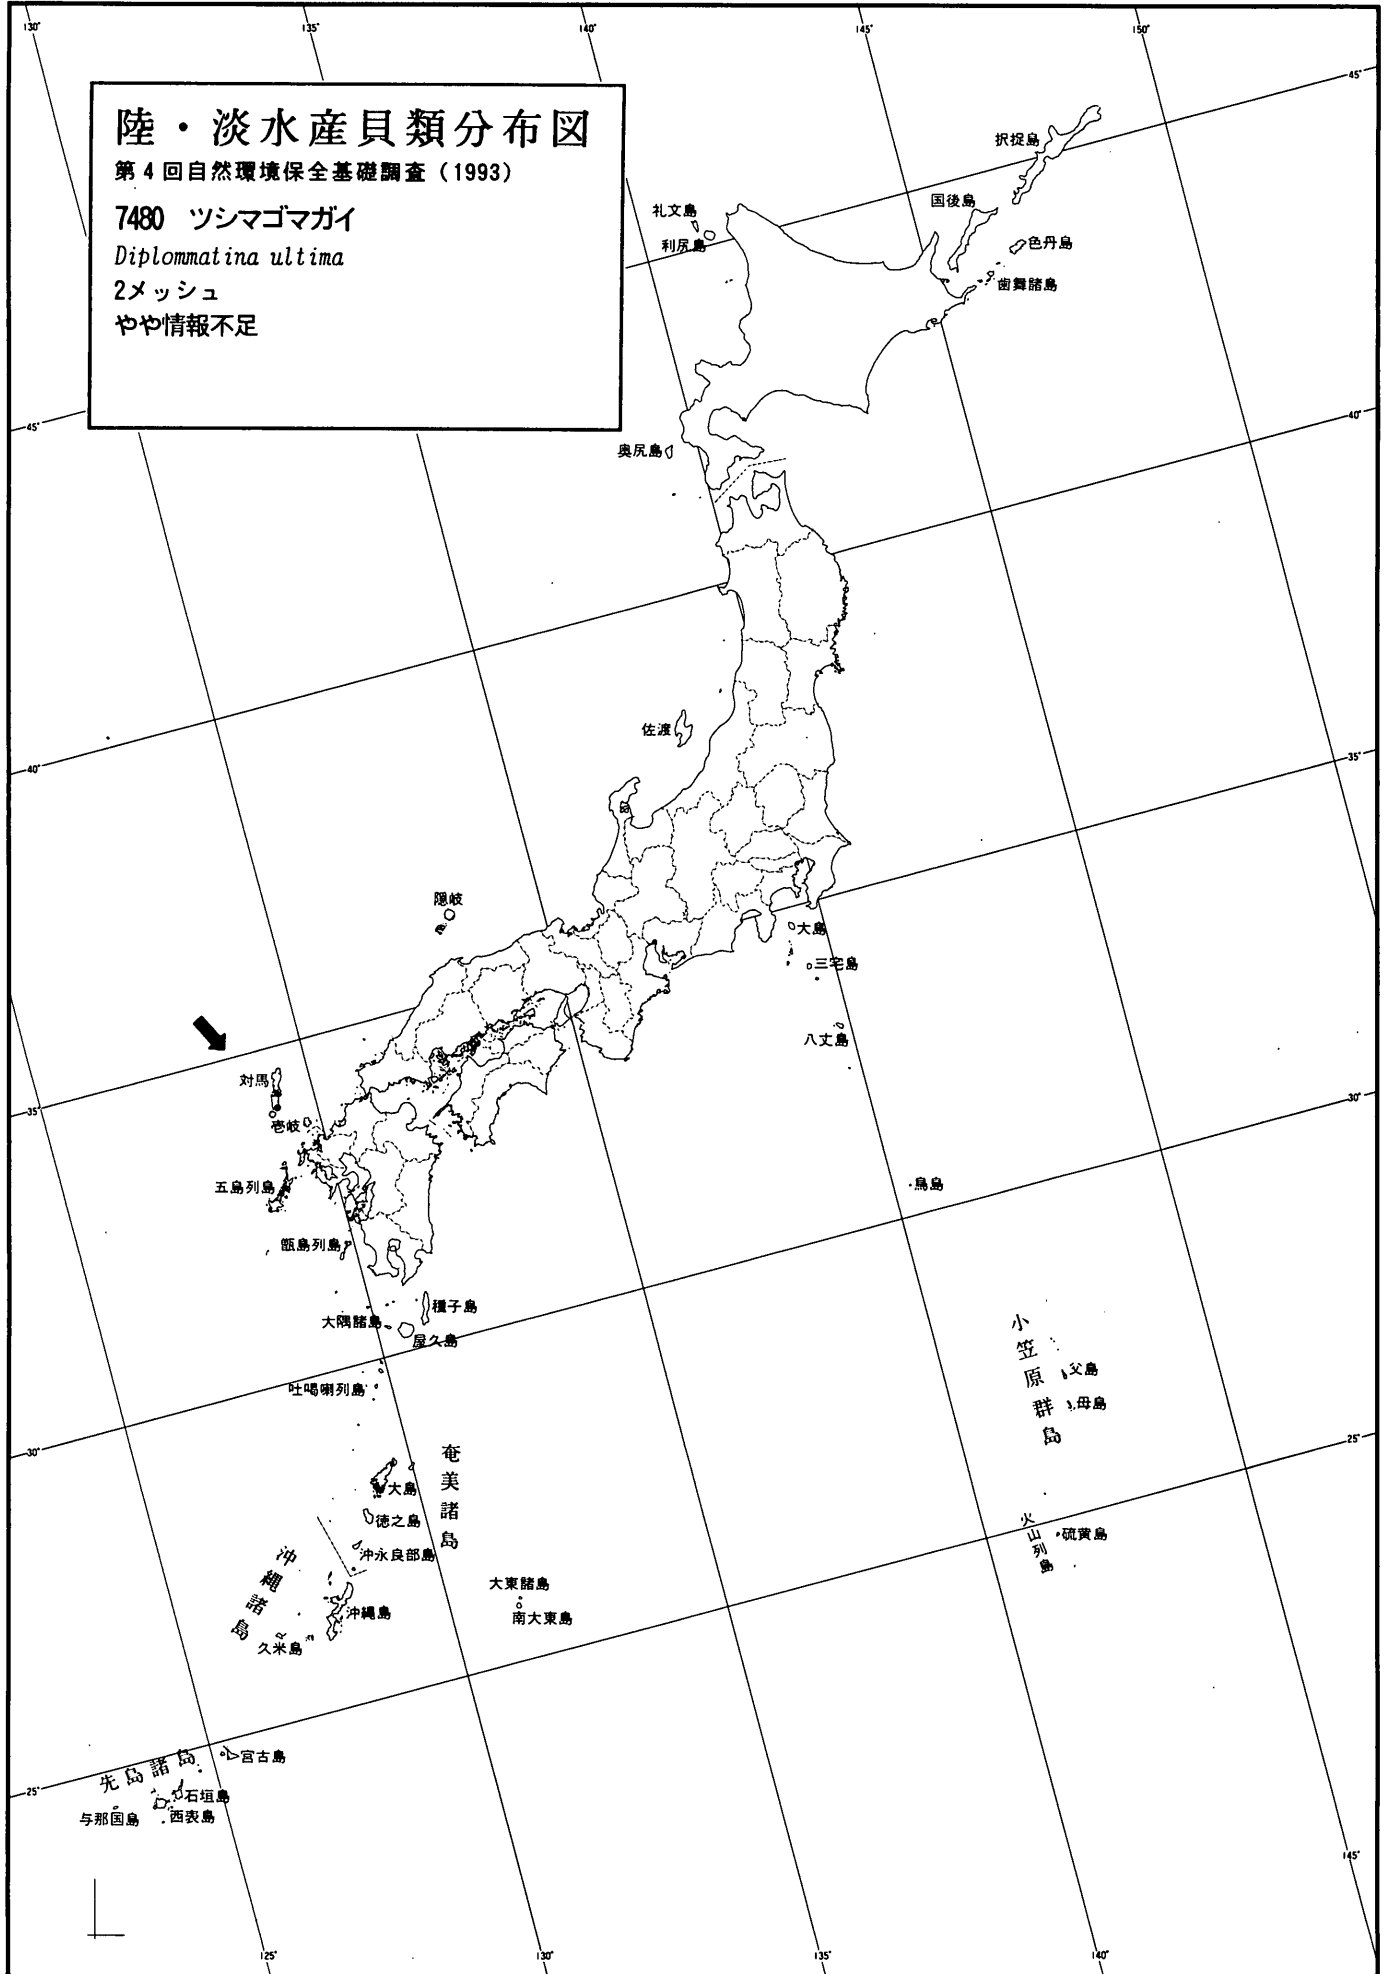 130°
135°
140°
145°
150°
陸・淡水産貝類分布図
第4回自然環境保全基礎調査（1993）
7480 ツシマゴマガイ
Diplommatina ultima
2メッシュ
やや情報不足
45°
択捉島
国後島
色丹島
歯舞諸島
礼文島
利尻島
奥尻島
45°
40°
佐渡
40°
35°
隠岐
大島
三宅島
八丈島
対馬
壱岐
35°
30°
五島列島
鳥島
甑島列島
種子島
大隅諸島
屋久島
吐噶喇列島
小笠原群島
父島
母島
30°
25°
奄美諸島
大島
徳之島
沖永良部島
火山列島
硫黄島
沖縄諸島
沖縄島
久米島
大東諸島
南大東島
先島諸島
宮古島
石垣島
西表島
与那国島
25°
145°
125°
130°
135°
140°